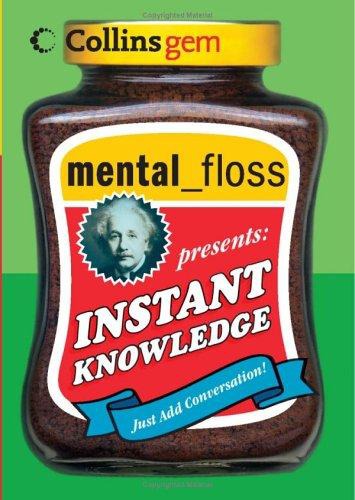 Collins gem
mental_floss
presents:
INSTANT
KNOWLEDGE
Just Add Conversation!